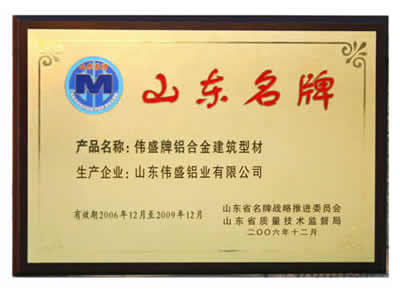 山东名牌
产品名称：伟盛牌铝合金建筑型材
生产企业：山东伟盛铝业有限公司
有效期2006年12月至2009年12月
山东省名牌战略推进委员会
山东省质量技术监督局
二〇〇六年十二月